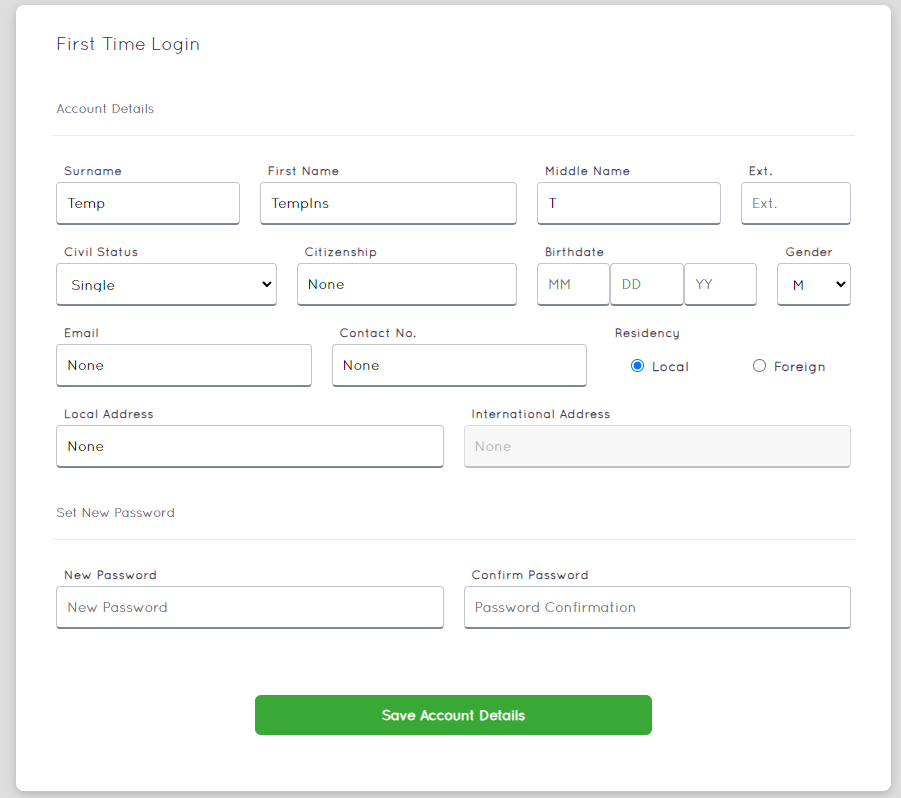 First Time Login
Account Details
Surname First Name Middle Name Ext.
Temp TempIns T Ext.
Civil Status Citizenship Birthdate Gender
Single None MM DD YY M
Email Contact No. Residency
None None Local Foreign
Local Address International Address
None None
Set New Password
New Password Confirm Password
New Password Password Confirmation
Save Account Details